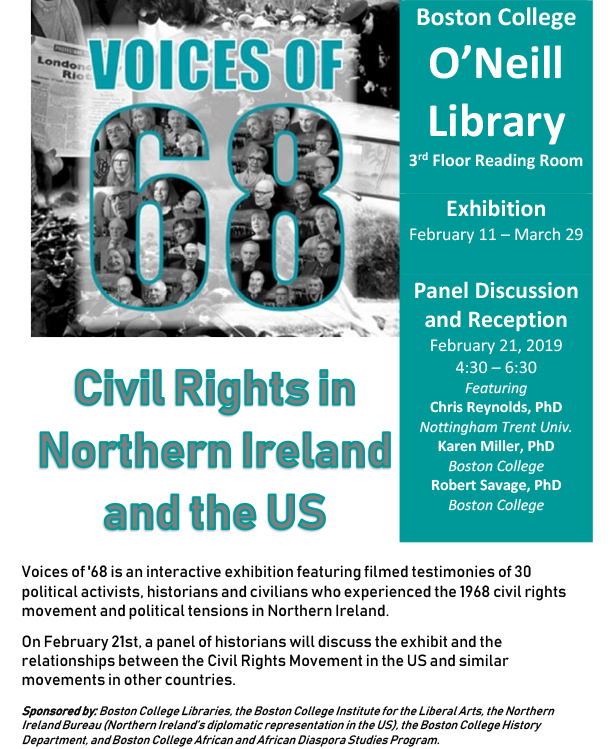 London
Riot
VOICES OF
68
Civil Rights in
Northern Ireland
and the US
Boston College
O’Neill
Library
3rd Floor Reading Room
Exhibition
February 11 – March 29
Panel Discussion
and Reception
February 21, 2019
4:30 – 6:30
Featuring
Chris Reynolds, PhD
Nottingham Trent Univ.
Karen Miller, PhD
Boston College
Robert Savage, PhD
Boston College
Voices of '68 is an interactive exhibition featuring filmed testimonies of 30
political activists, historians and civilians who experienced the 1968 civil rights
movement and political tensions in Northern Ireland.
On February 21st, a panel of historians will discuss the exhibit and the
relationships between the Civil Rights Movement in the US and similar
movements in other countries.
Sponsored by: Boston College Libraries, the Boston College Institute for the Liberal Arts, the Northern
Ireland Bureau (Northern Ireland’s diplomatic representation in the US), the Boston College History
Department, and Boston College African and African Diaspora Studies Program.